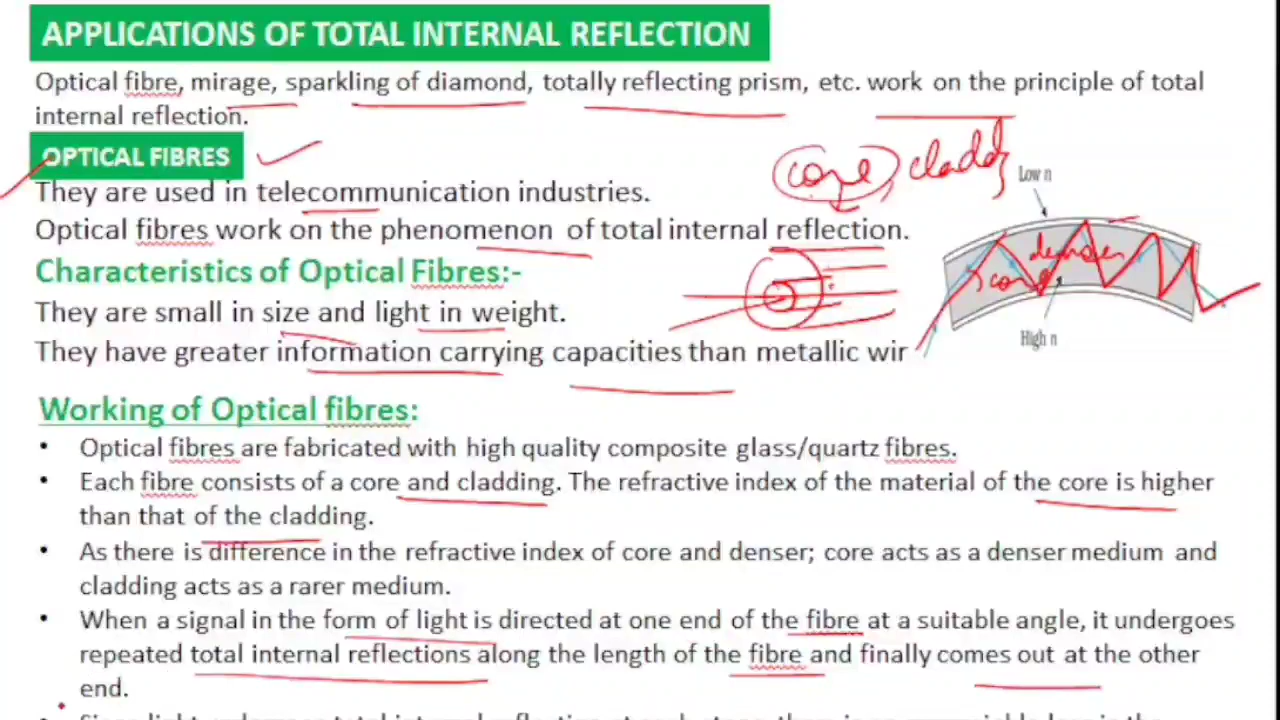 APPLICATIONS OF TOTAL INTERNAL REFLECTION
Optical fibre, mirage, sparkling of diamond, totally reflecting prism, etc. work on the principle of total
internal reflection.
OPTICAL FIBRES
core, cladd
Low n
They are used in telecommunication industries.
Optical fibres work on the phenomenon of total internal reflection.
denser
core
Characteristics of Optical Fibres:-
They are small in size and light in weight.
High n
They have greater information carrying capacities than metallic wir
Working of Optical fibres:
• Optical fibres are fabricated with high quality composite glass/quartz fibres.
• Each fibre consists of a core and cladding. The refractive index of the material of the core is higher
than that of the cladding.
• As there is difference in the refractive index of core and denser; core acts as a denser medium and
cladding acts as a rarer medium.
• When a signal in the form of light is directed at one end of the fibre at a suitable angle, it undergoes
repeated total internal reflections along the length of the fibre and finally comes out at the other
end.